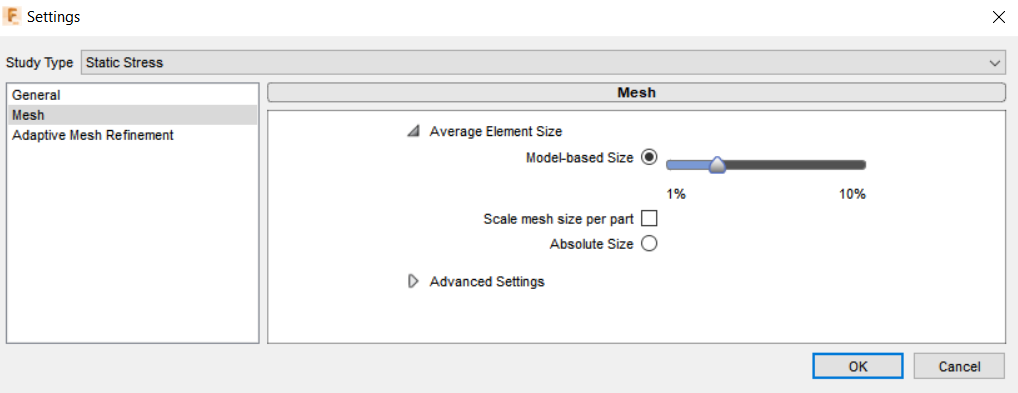 Settings
Study Type Static Stress
General
Mesh
Adaptive Mesh Refinement
Mesh
Average Element Size
Model-based Size
1% 10%
Scale mesh size per part
Absolute Size
Advanced Settings
OK Cancel